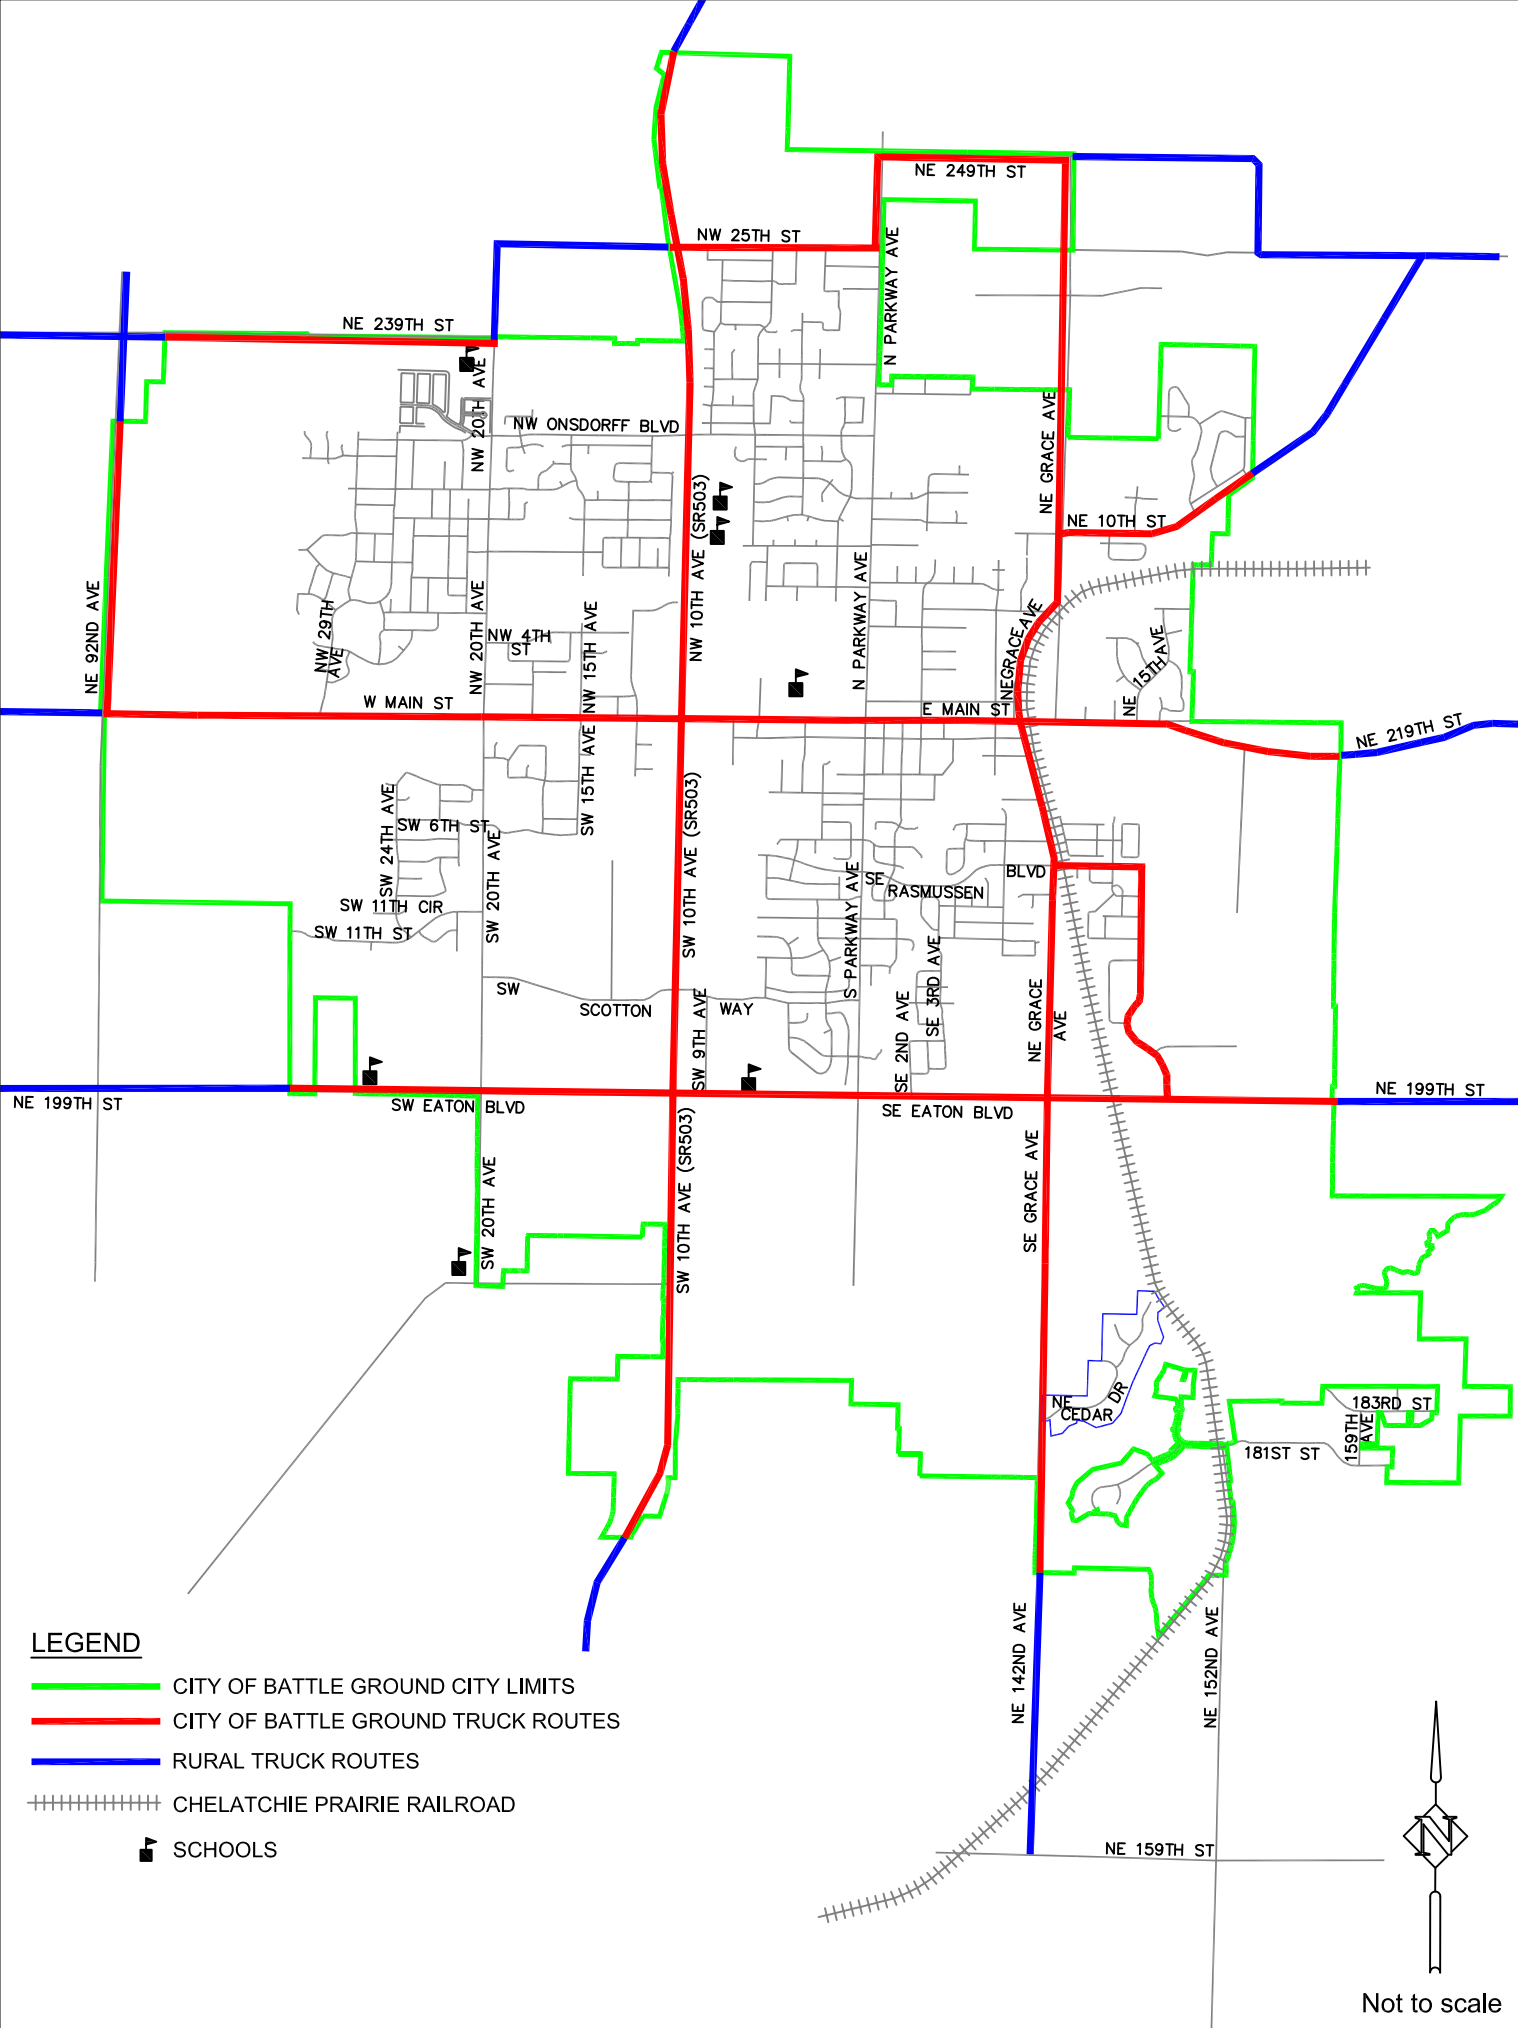 NE 249TH ST
NW 25TH ST
N PARKWAY AVE
NE 239TH ST
NW 20TH AVE
NW ONSDORFF BLVD
NE GRACE AVE
NW 10TH AVE (SR503)
NE 10TH ST
NE 92ND AVE
NW 29TH
AVE
NW 20TH AVE
NW 4TH
ST
NW 15TH AVE
N PARKWAY AVE
NEGRACEAVE
NE 15THAVE
W MAIN ST
E MAIN ST
NE 219TH ST
SW 15TH AVE
SW 24TH AVE
SW 6TH ST
SW 20TH AVE
SW 10TH AVE (SR503)
SW 11TH CIR
SW 11TH ST
SE
RASMUSSEN
BLVD
S PARKWAY AVE
SE 3RD AVE
SE 2ND AVE
SW
SCOTTON
WAY
SW 9TH AVE
NE GRACE
AVE
NE 199TH ST
SW EATON BLVD
SE EATON BLVD
NE 199TH ST
SW 20TH AVE
SW 10TH AVE (SR503)
SE GRACE AVE
NE
CEDAR
DR
183RD ST
159TH
AVE
181ST ST
NE 142ND AVE
NE 152ND AVE
NE 159TH ST
LEGEND
CITY OF BATTLE GROUND CITY LIMITS
CITY OF BATTLE GROUND TRUCK ROUTES
RURAL TRUCK ROUTES
CHELATCHIE PRAIRIE RAILROAD
SCHOOLS
N
Not to scale